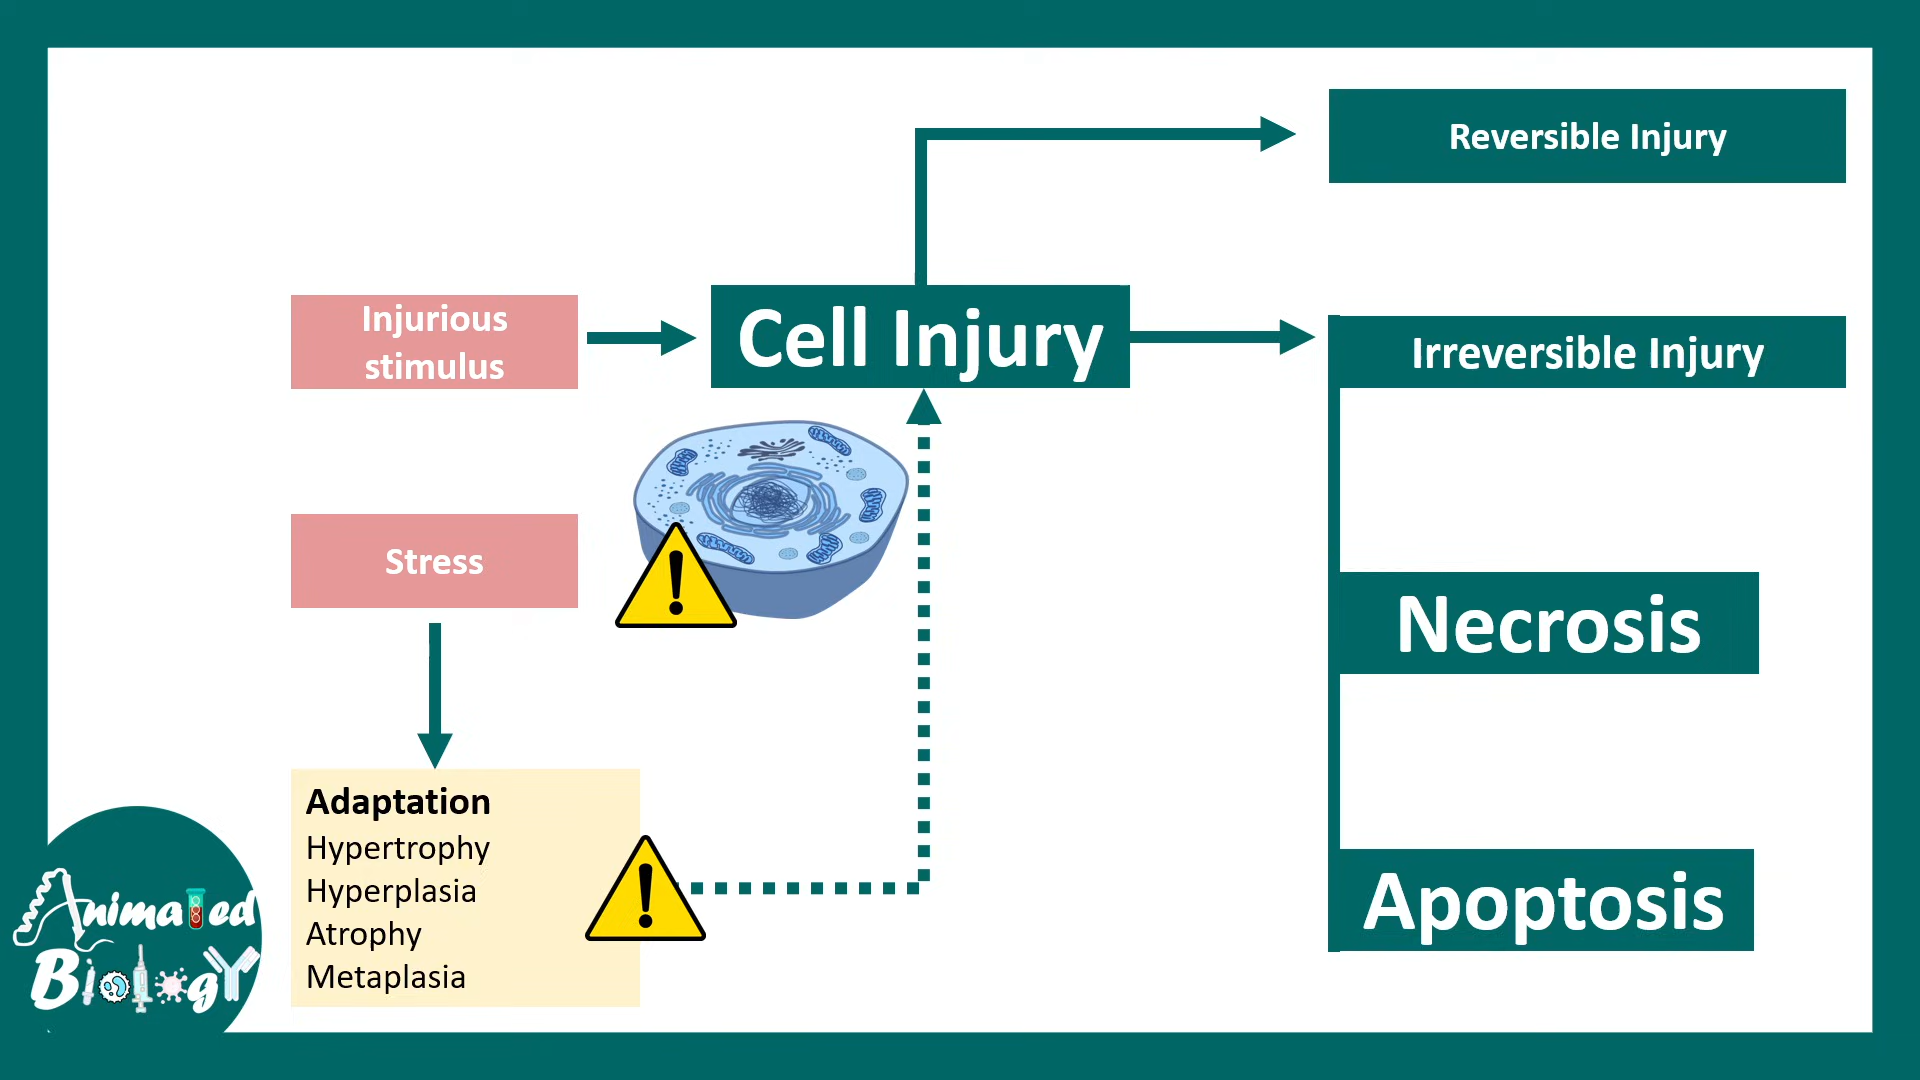 Reversible Injury
Injurious
stimulus
Cell Injury
Irreversible Injury
Stress
Necrosis
Adaptation
Hypertrophy
Hyperplasia
Atrophy
Metaplasia
Apoptosis
Animated
Biology